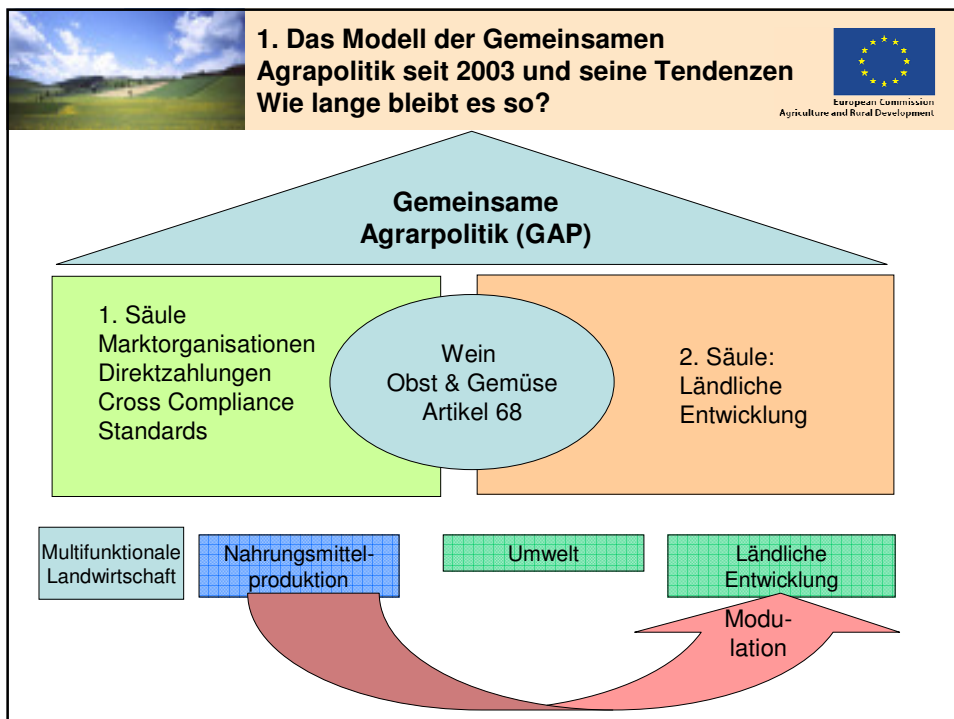 1. Das Modell der Gemeinsamen
Agrapolitik seit 2003 und seine Tendenzen
Wie lange bleibt es so?
European Commission
Agriculture and Rural Development
Gemeinsame
Agrarpolitik (GAP)
1. Säule
Marktorganisationen
Direktzahlungen
Cross Compliance
Standards
Wein
Obst & Gemüse
Artikel 68
2. Säule:
Ländliche
Entwicklung
Multifunktionale
Landwirtschaft
Nahrungsmittel-
produktion
Umwelt
Ländliche
Entwicklung
Modu-
lation